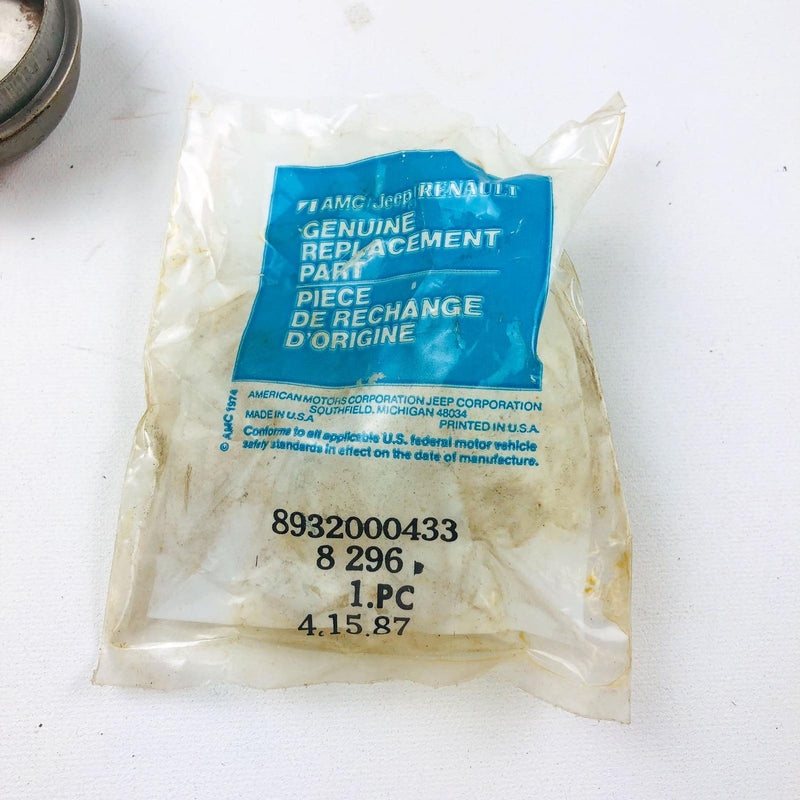 AMC/Jeep/RENAULT
GENUINE
REPLACEMENT
PART
PIECE
DE RECHANGE
D'ORIGINE
AMERICAN MOTORS CORPORATION JEEP CORPORATION
SOUTHFIELD, MICHIGAN 48034
MADE IN U.S.A PRINTED IN U.S.A.
Conforms to all applicable U.S. federal motor vehicle
safety standards in effect on the date of manufacture.
© AMC 1974
8932000433
8 296
1.PC
4.15.87